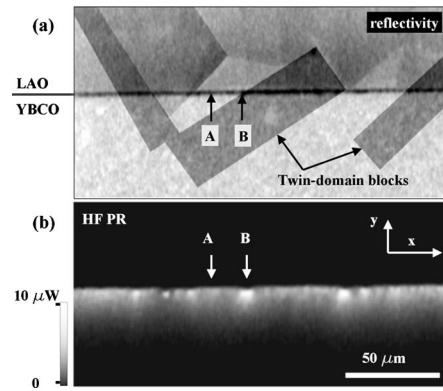 (a)
reflectivity
LAO
YBCO
A
B
Twin-domain blocks
(b)
HF PR
A
B
y
x
10 μW
0
50 μm